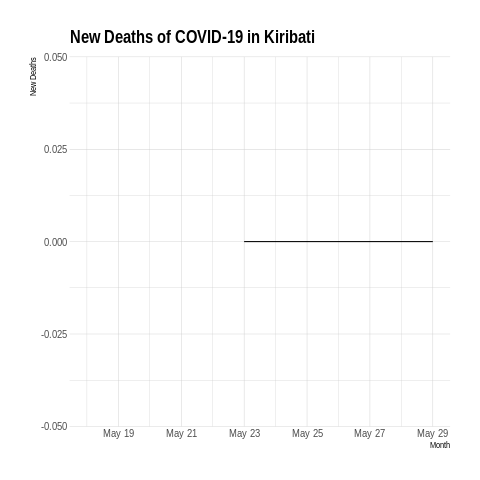 New Deaths of COVID-19 in Kiribati
New Deaths
0.050
0.025
0.000
-0.025
-0.050
May 19 May 21 May 23 May 25 May 27 May 29
Month